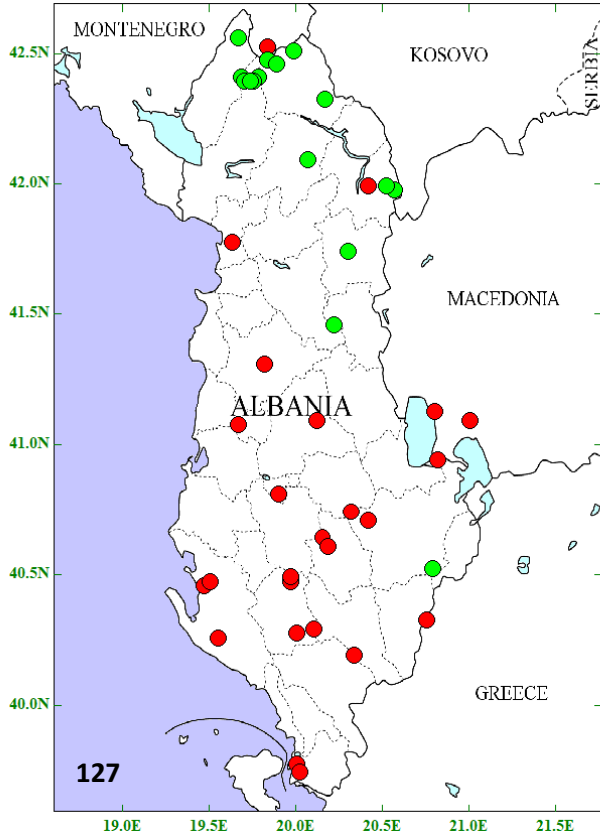 MONTENEGRO
42.5N
KOSOVO
SERBIA
42.0N
41.5N
MACEDONIA
ALBANIA
41.0N
40.5N
40.0N
GREECE
127
19.0E 19.5E 20.0E 20.5E 21.0E 21.5E